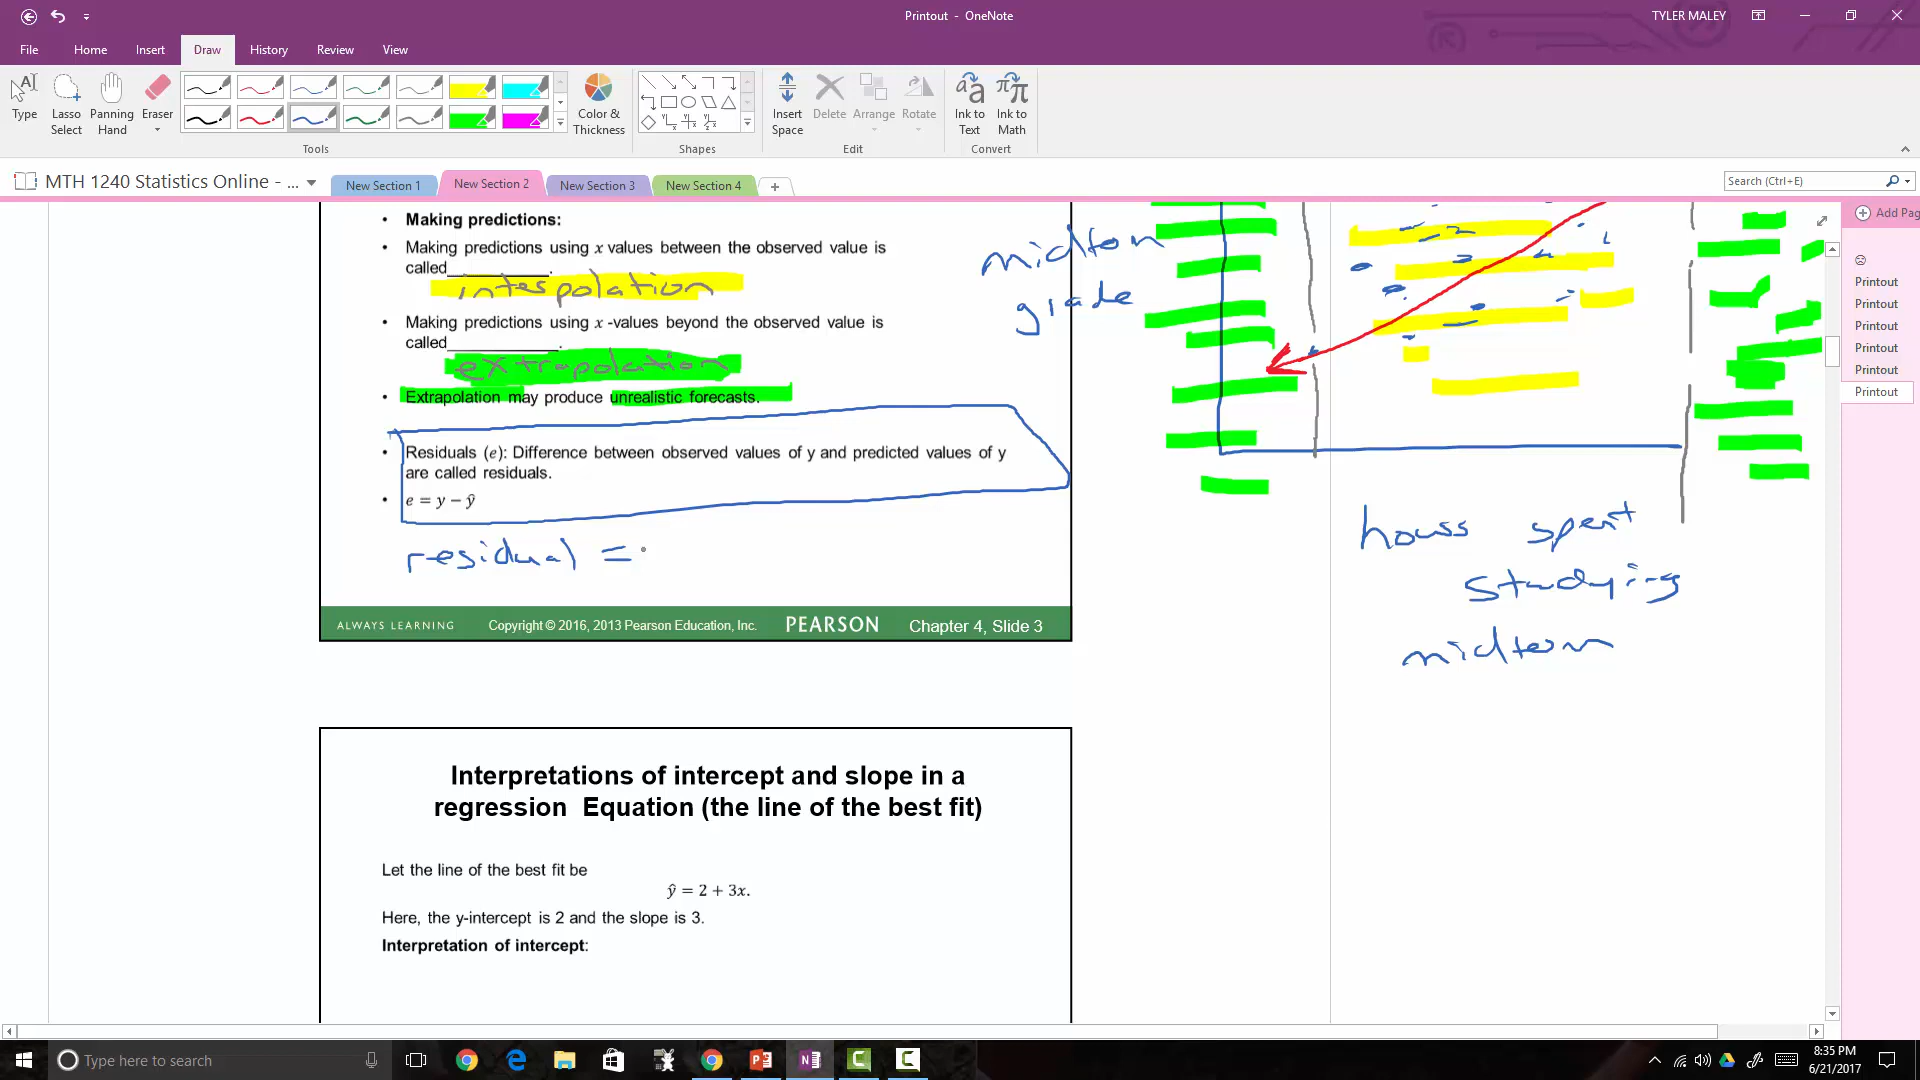 Printout - OneNote
TYLER MALEY
File Home Insert Draw History Review View
Type
Lasso Select
Panning Hand
Eraser
Color & Thickness
Insert Space
Delete
Arrange
Rotate
Ink to Text
Ink to Math
Tools
Shapes
Edit
Convert
MTH 1240 Statistics Online - ...
New Section 1
New Section 2
New Section 3
New Section 4
Search (Ctrl+E)
Add Pag
Printout
Printout
Printout
Printout
Printout
Printout
• Making predictions:
• Making predictions using x values between the observed value is
called____________.
interpolation
• Making predictions using x -values beyond the observed value is
called_____________.
extrapolation
• Extrapolation may produce unrealistic forecasts.
• Residuals (e): Difference between observed values of y and predicted values of y
are called residuals.
• e = y − ŷ
residual =
ALWAYS LEARNING Copyright © 2016, 2013 Pearson Education, Inc. PEARSON Chapter 4, Slide 3
midterm
grade
hours spent
studying
midterm
Interpretations of intercept and slope in a
regression Equation (the line of the best fit)
Let the line of the best fit be
ŷ = 2 + 3x.
Here, the y-intercept is 2 and the slope is 3.
Interpretation of intercept:
Type here to search
8:35 PM
6/21/2017